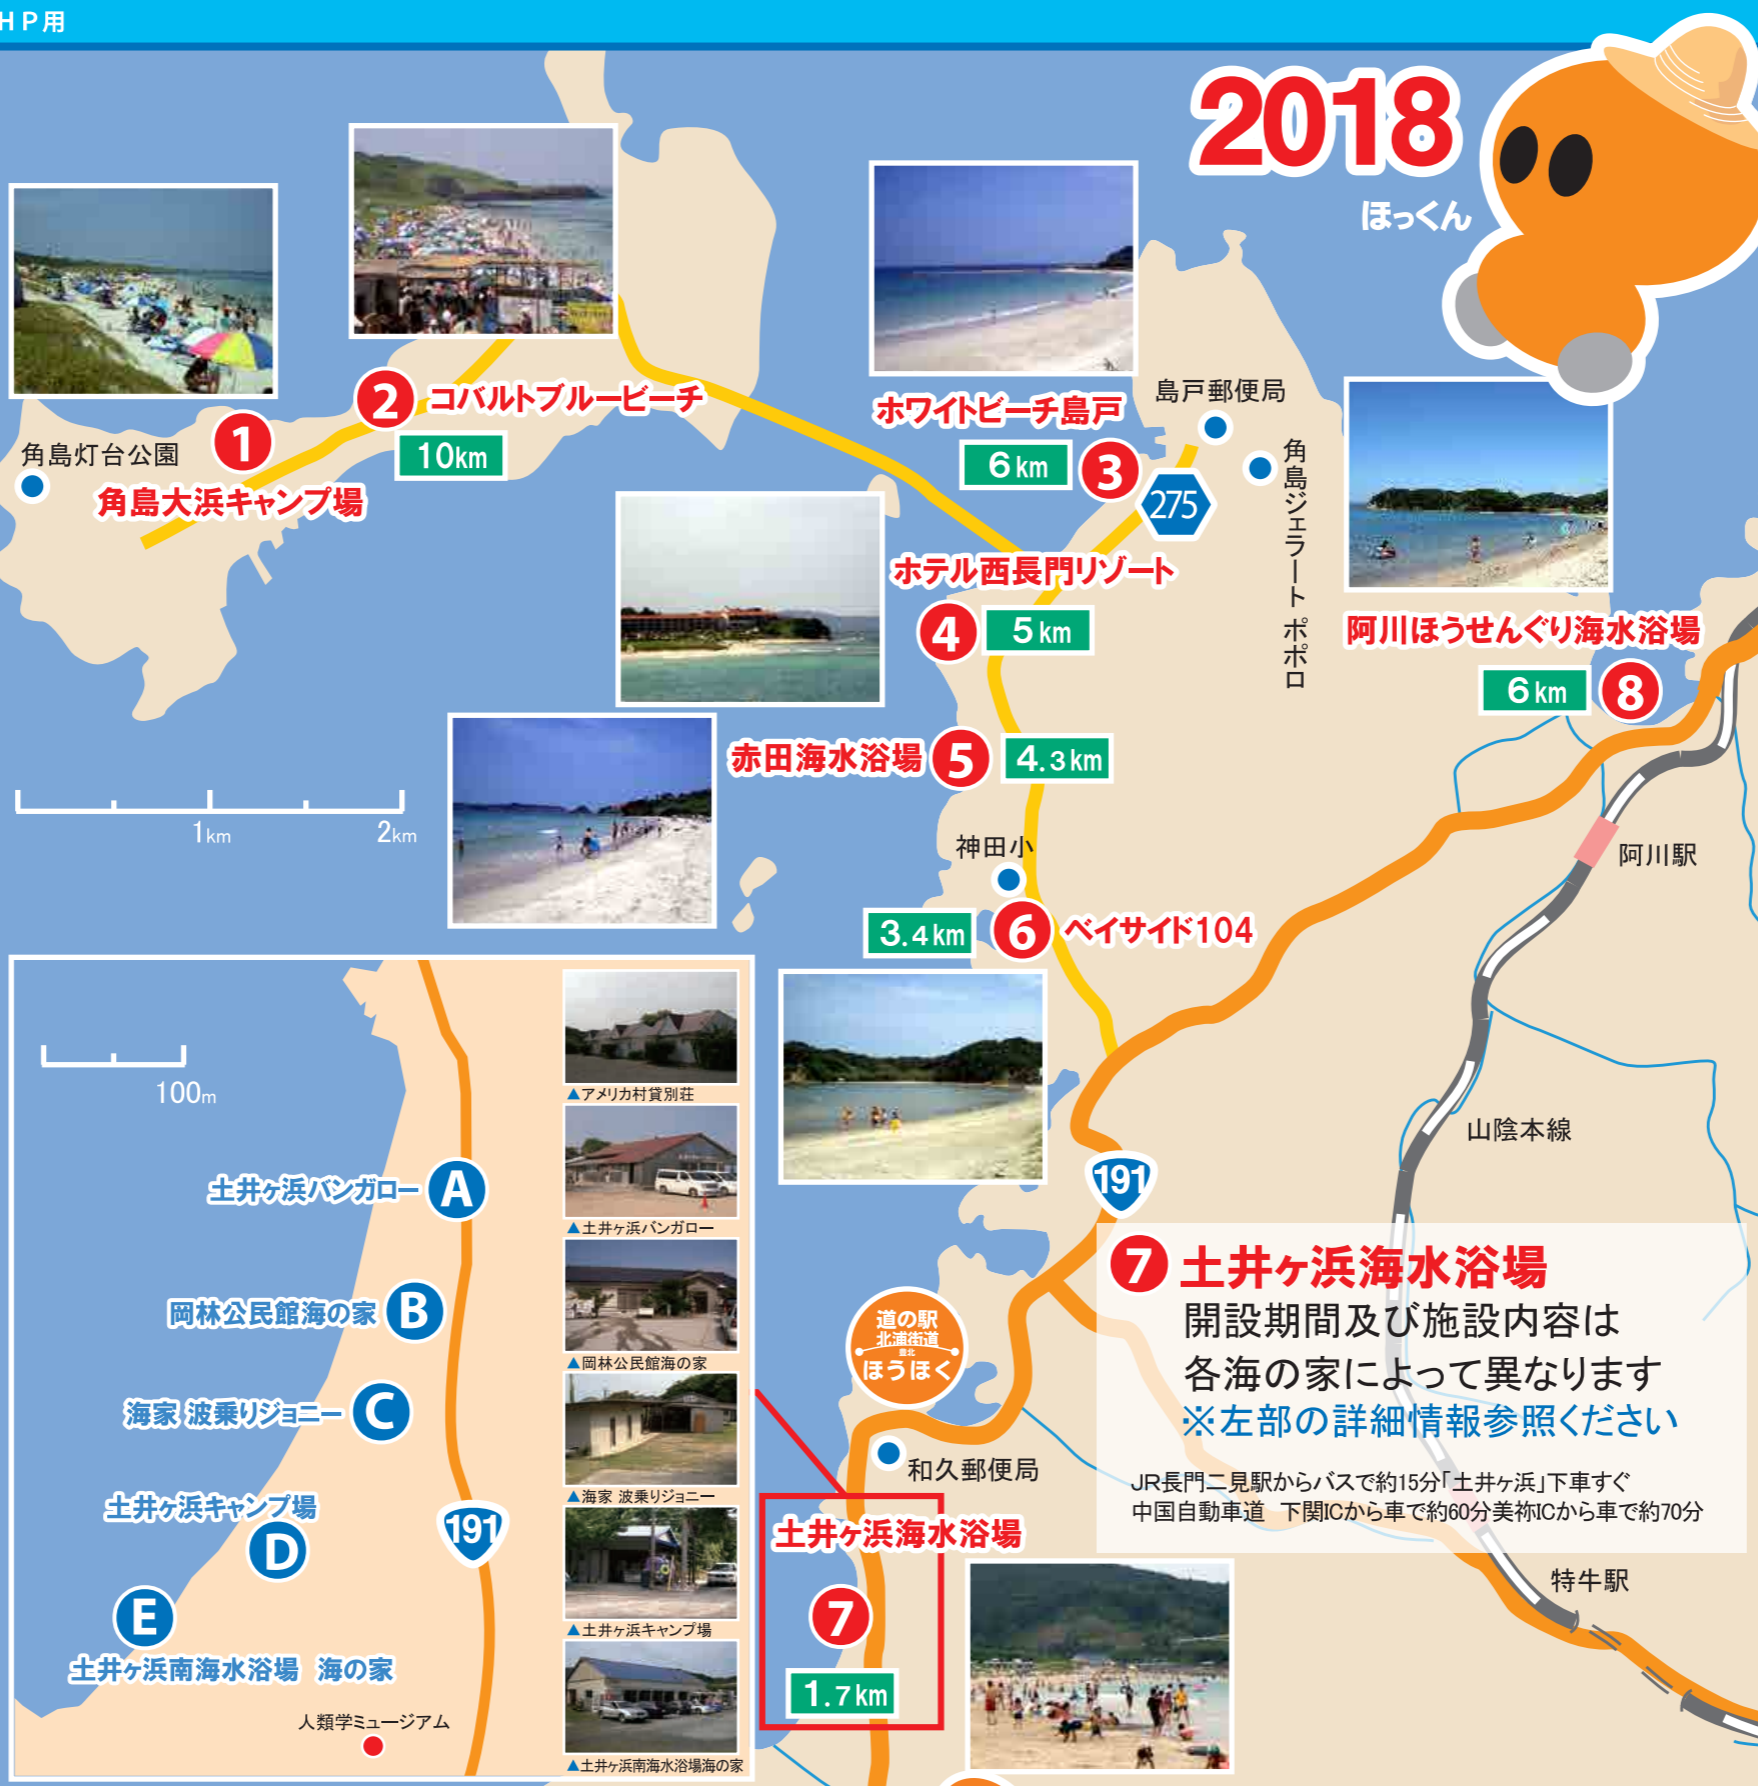 HP用
2018
ほっくん
2 コバルトブルービーチ
10km
角島灯台公園
1
角島大浜キャンプ場
ホワイトビーチ島戸
6km
3
島戸郵便局
275
角島ジェラート ポポロ
ホテル西長門リゾート
4
5km
阿川ほうせんぐり海水浴場
6km
8
赤田海水浴場
5
4.3km
1km
2km
神田小
3.4km
6
ベイサイド104
阿川駅
山陰本線
191
道の駅
北浦街道
豊北
ほうほく
和久郵便局
7 土井ヶ浜海水浴場
開設期間及び施設内容は
各海の家によって異なります
※左部の詳細情報参照ください
JR長門二見駅からバスで約15分「土井ヶ浜」下車すぐ
中国自動車道 下関ICから車で約60分美祢ICから車で約70分
特牛駅
土井ヶ浜海水浴場
7
1.7km
100m
土井ヶ浜バンガロー A
岡林公民館海の家 B
海家 波乗りジョニー C
土井ヶ浜キャンプ場
D
191
E
土井ヶ浜南海水浴場 海の家
人類学ミュージアム
▲アメリカ村貸別荘
▲土井ヶ浜バンガロー
▲岡林公民館海の家
▲海家 波乗りジョニー
▲土井ヶ浜キャンプ場
▲土井ヶ浜南海水浴場海の家